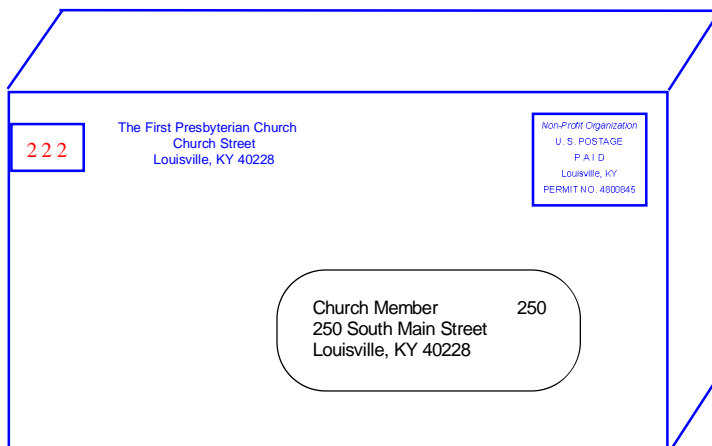 222
The First Presbyterian Church
Church Street
Louisville, KY 40228
Non-Profit Organization
U. S. POSTAGE
P A I D
Louisville, KY
PERMIT NO. 4800845
Church Member 250
250 South Main Street
Louisville, KY 40228